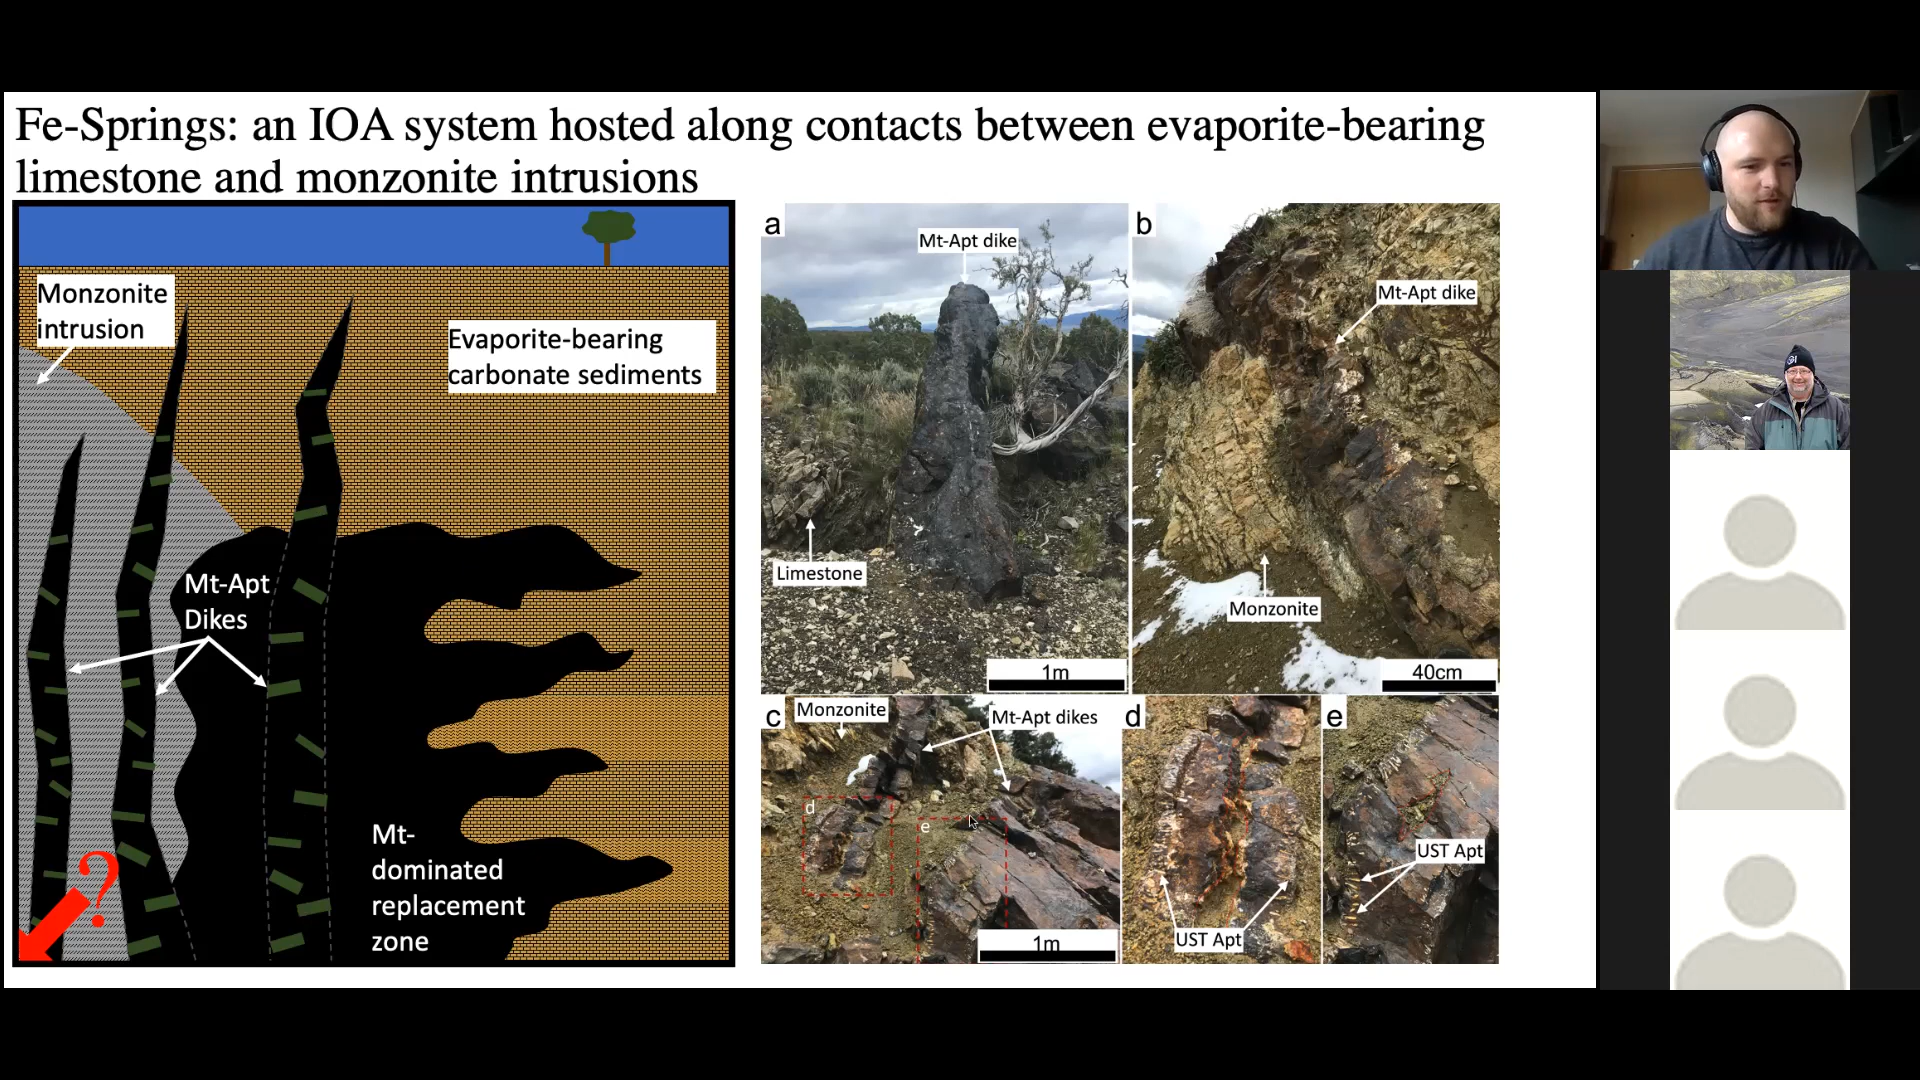 Fe-Springs: an IOA system hosted along contacts between evaporite-bearing
limestone and monzonite intrusions
Monzonite
intrusion
Evaporite-bearing
carbonate sediments
Mt-Apt
Dikes
Mt-
dominated
replacement
zone
?
a
Mt-Apt dike
Limestone
1m
b
Mt-Apt dike
Monzonite
40cm
c
Monzonite
Mt-Apt dikes
d
e
1m
d
UST Apt
e
UST Apt